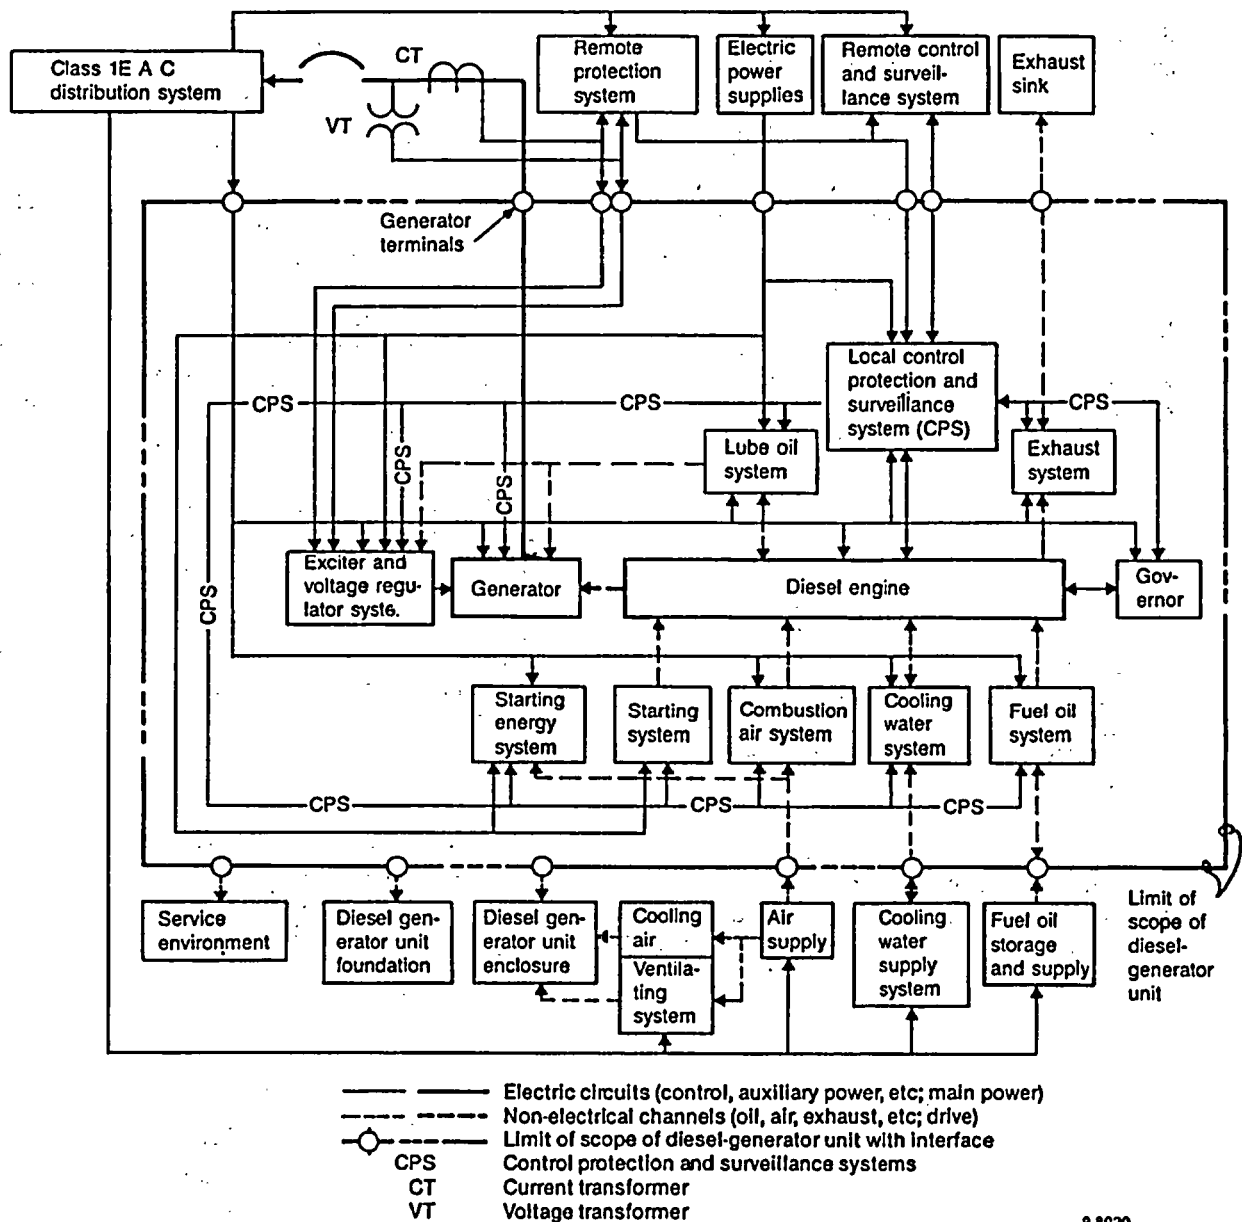 Class 1E A C
distribution system
CT
VT
Remote
protection
system
Electric
power
supplies
Remote control
and surveil-
lance system
Exhaust
sink
Generator
terminals
Local control
protection and
surveillance
system (CPS)
CPS
CPS
CPS
CPS
CPS
Lube oil
system
Exhaust
system
Exciter and
voltage regu-
lator syste.
Generator
Diesel engine
Gov-
ernor
CPS
Starting
energy
system
Starting
system
Combustion
air system
Cooling
water
system
Fuel oil
system
CPS
CPS
CPS
Service
environment
Diesel gen-
erator unit
foundation
Diesel gen-
erator unit
enclosure
Cooling
air
Ventila-
ting
system
Air
supply
Cooling
water
supply
system
Fuel oil
storage
and supply
Limit of
scope of
diesel-
generator
unit
Electric circuits (control, auxiliary power, etc; main power)
Non-electrical channels (oil, air, exhaust, etc; drive)
Limit of scope of diesel-generator unit with interface
CPS Control protection and surveillance systems
CT Current transformer
VT Voltage transformer